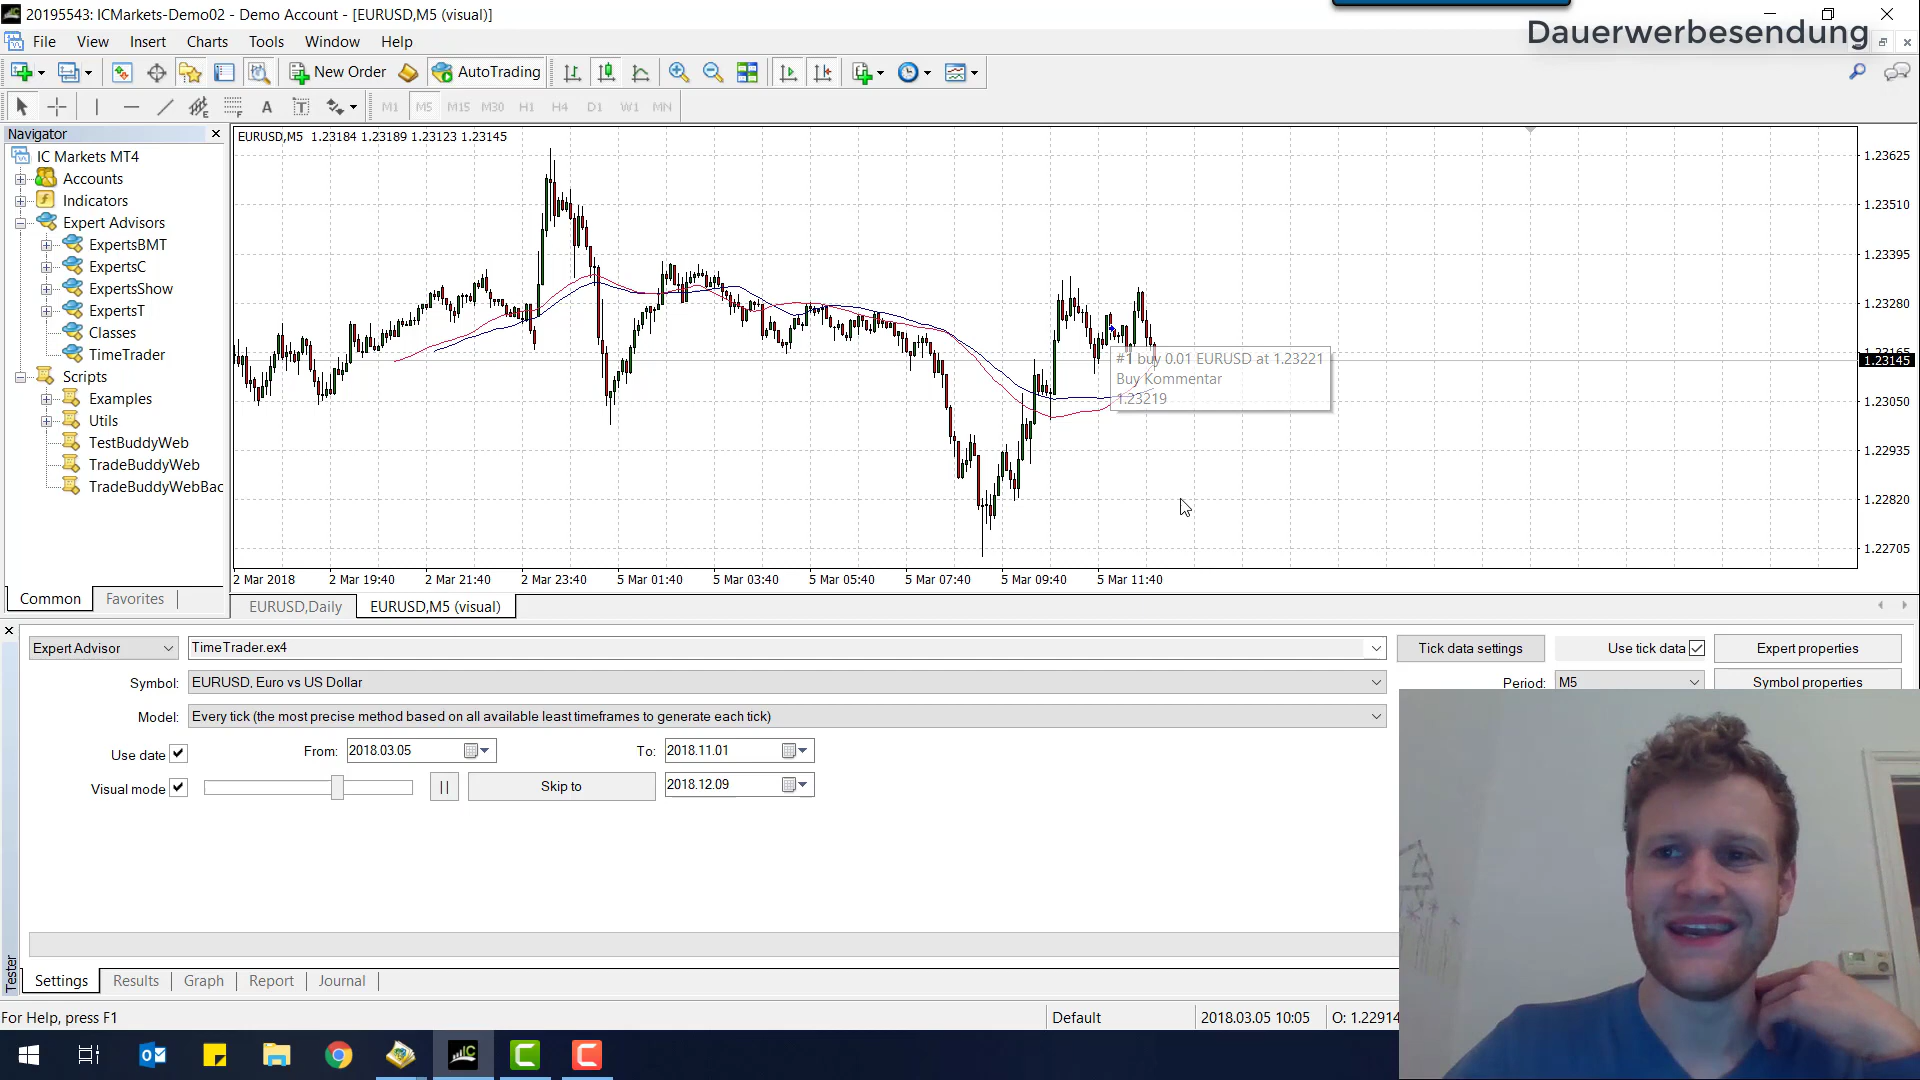 20195543: ICMarkets-Demo02 - Demo Account - [EURUSD,M5 (visual)]
Dauerwerbesendung
File View Insert Charts Tools Window Help
New Order AutoTrading
A T M1 M5 M15 M30 H1 H4 D1 W1 MN
Navigator
IC Markets MT4
Accounts
Indicators
Expert Advisors
ExpertsBMT
ExpertsC
ExpertsShow
ExpertsT
Classes
TimeTrader
Scripts
Examples
Utils
TestBuddyWeb
TradeBuddyWeb
TradeBuddyWebBac
Common Favorites
EURUSD,M5 1.23184 1.23189 1.23123 1.23145
1.23625
1.23510
1.23395
1.23280
1.23165
1.23145
1.23050
1.22935
1.22820
1.22705
#1 buy 0.01 EURUSD at 1.23221
Buy Kommentar
1.23219
2 Mar 2018 2 Mar 19:40 2 Mar 21:40 2 Mar 23:40 5 Mar 01:40 5 Mar 03:40 5 Mar 05:40 5 Mar 07:40 5 Mar 09:40 5 Mar 11:40
EURUSD,Daily EURUSD,M5 (visual)
Expert Advisor TimeTrader.ex4 Tick data settings Use tick data Expert properties
Symbol: EURUSD, Euro vs US Dollar Period: M5 Symbol properties
Model: Every tick (the most precise method based on all available least timeframes to generate each tick)
Use date From: 2018.03.05 To: 2018.11.01
Visual mode Skip to 2018.12.09
Tester
Settings Results Graph Report Journal
For Help, press F1 Default 2018.03.05 10:05 O: 1.22914